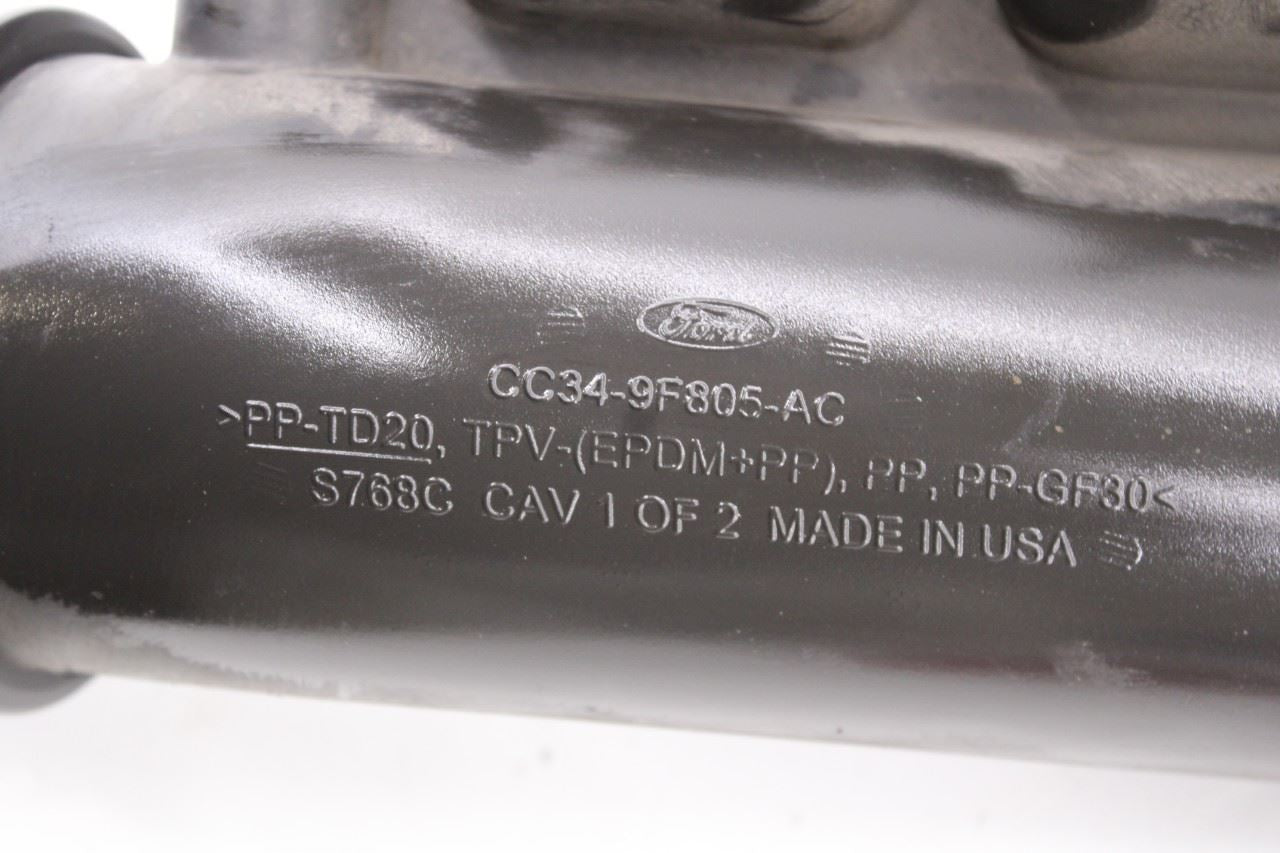 Ford
CC34-9F805-AC
>PP-TD20, TPV-(EPDM+PP), PP, PP-GF30<
S768C CAV 1 OF 2 MADE IN USA